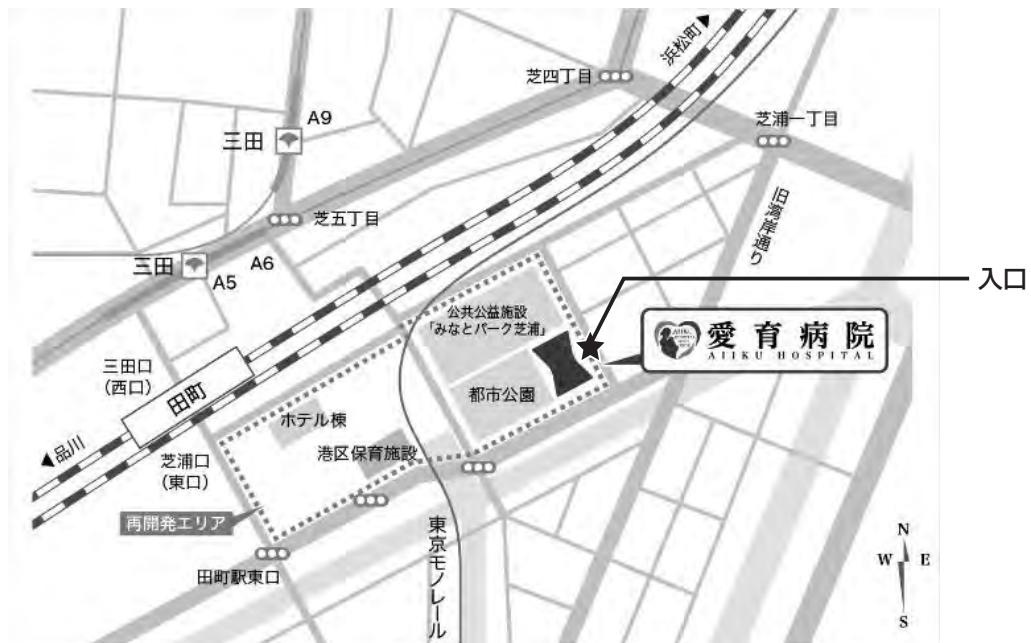 浜松町
芝四丁目
A9
三田
芝浦一丁目
旧湾岸通り
芝五丁目
三田
A6
A5
入口
公共公益施設
「みなとパーク芝浦」
愛育病院
AIIKU HOSPITAL
三田口
(西口)
田町
都市公園
ホテル棟
品川
芝浦口
(東口)
港区保育施設
再開発エリア
東京モノレール
田町駅東口
N
W E
S